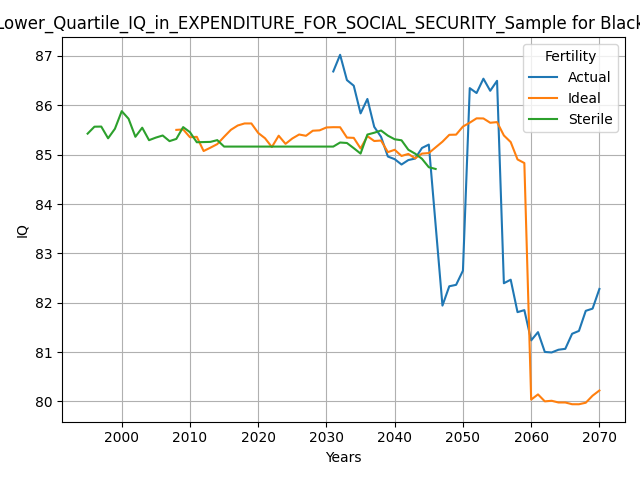 Lower_Quartile_IQ_in_EXPENDITURE_FOR_SOCIAL_SECURITY_Sample for Black
87
86
85
84
83
82
81
80
IQ
Fertility
Actual
Ideal
Sterile
2000 2010 2020 2030 2040 2050 2060 2070
Years